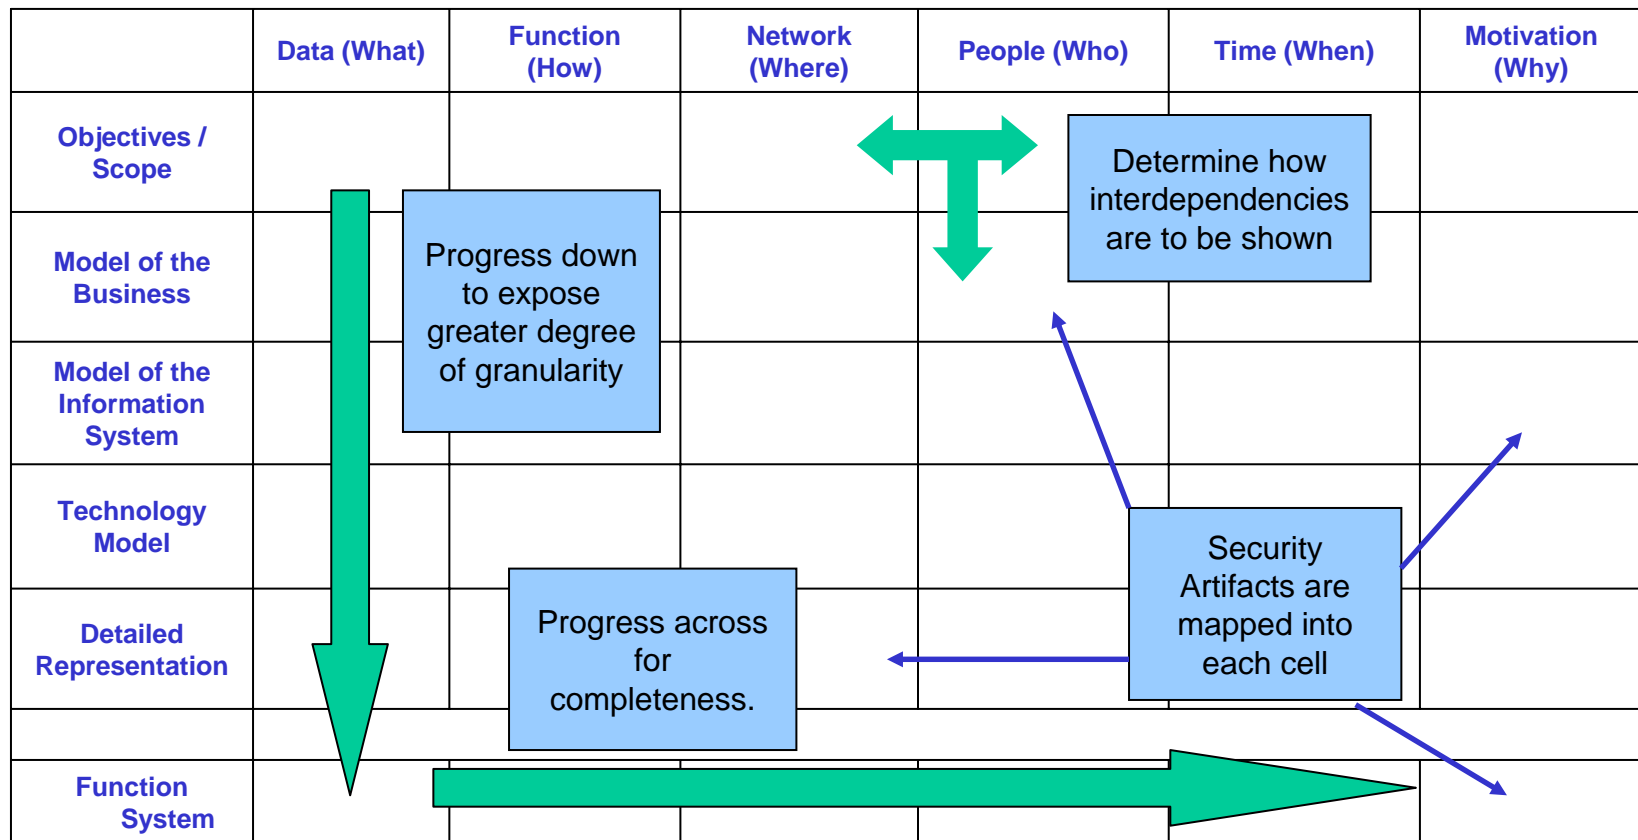 Data (What)
Function
(How)
Network
(Where)
People (Who)
Time (When)
Motivation
(Why)
Objectives /
Scope
Determine how
interdependencies
are to be shown
Model of the
Business
Progress down
to expose
greater degree
of granularity
Model of the
Information
System
Technology
Model
Security
Artifacts are
mapped into
each cell
Detailed
Representation
Progress across
for
completeness.
Function
System